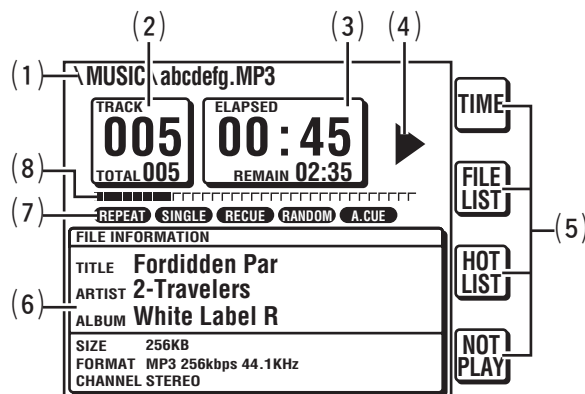 (2) (3) (4)
(1) \MUSIC\abcdefg.MP3
TRACK
005
TOTAL 005
ELAPSED
00:45
REMAIN 02:35
TIME
FILE LIST
HOT LIST
NOT PLAY
(5)
(8)
(7) REPEAT SINGLE RECUE RANDOM A.CUE
FILE INFORMATION
TITLE Fordidden Par
(6) ARTIST 2-Travelers
ALBUM White Label R
SIZE 256KB
FORMAT MP3 256kbps 44.1KHz
CHANNEL STEREO